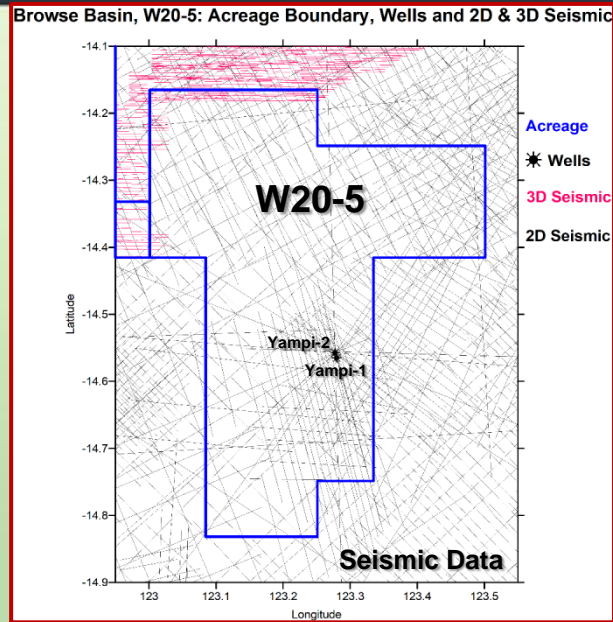 Browse Basin, W20-5: Acreage Boundary, Wells and 2D & 3D Seismic
-14.1
-14.2
-14.3
-14.4
-14.5
-14.6
-14.7
-14.8
-14.9
Latitude
W20-5
Yampi-2
Yampi-1
Seismic Data
123
123.1
123.2
123.3
123.4
123.5
Longitude
Acreage
Wells
3D Seismic
2D Seismic